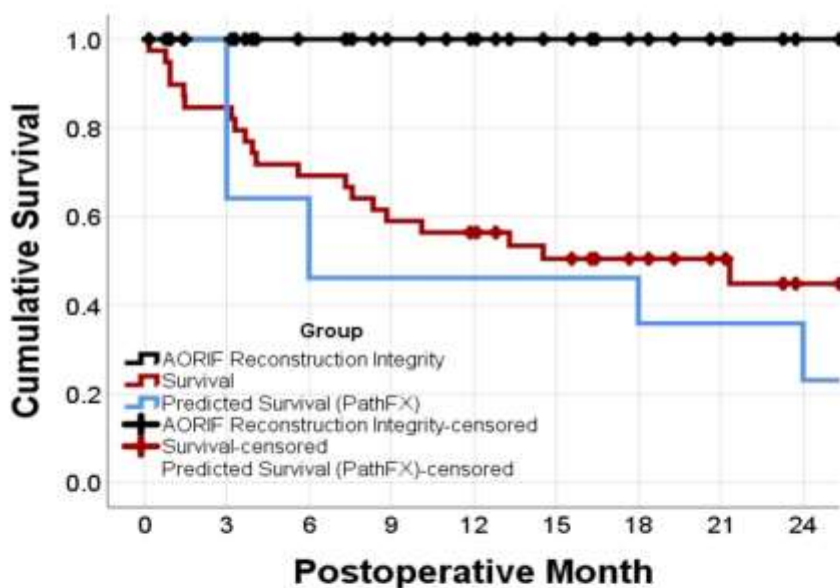 Cumulative Survival
1.0
0.8
0.6
0.4
0.2
0.0
Group
AORIF Reconstruction Integrity
Survival
Predicted Survival (PathFX)
AORIF Reconstruction Integrity-censored
Survival-censored
Predicted Survival (PathFX)-censored
0 3 6 9 12 15 18 21 24
Postoperative Month